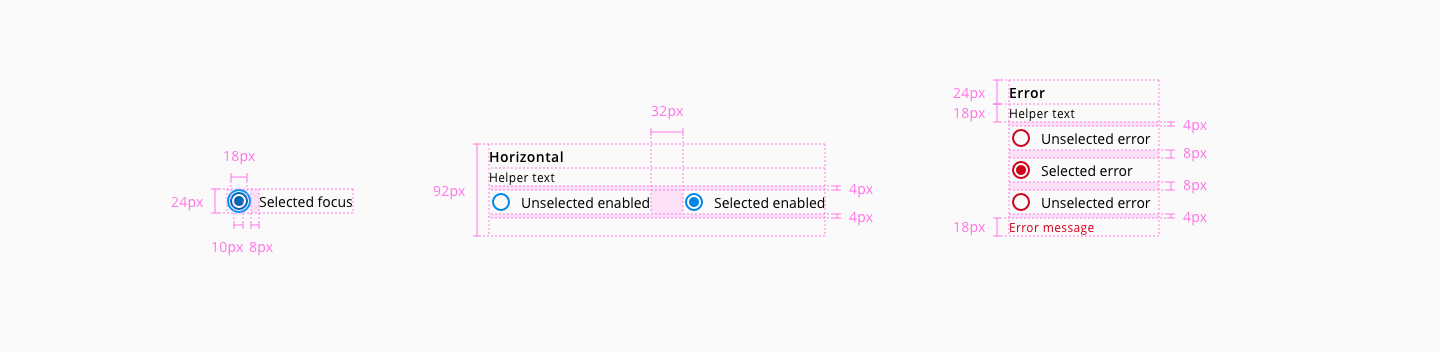 18px
24px
Selected focus
10px 8px
32px
92px
Horizontal
Helper text
4px
Unselected enabled
Selected enabled
4px
24px
Error
18px
Helper text
4px
Unselected error
8px
Selected error
8px
Unselected error
4px
18px
Error message